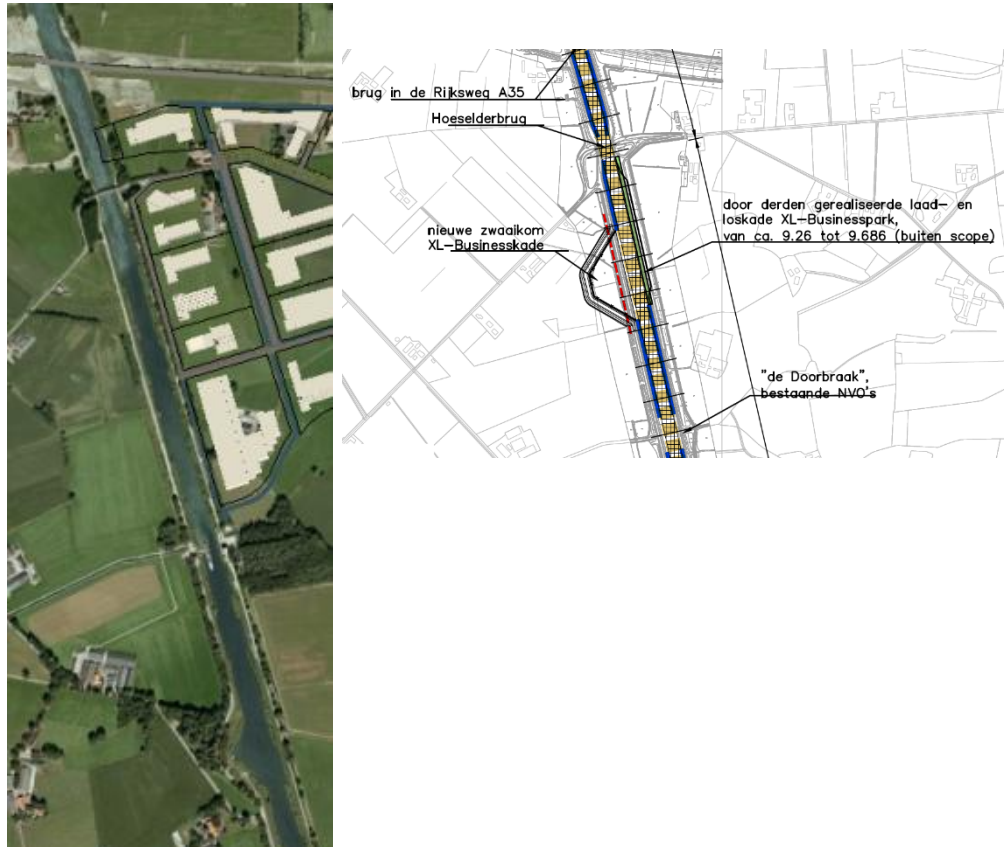 brug in de Rijksweg A35
Hoeselderbrug
nieuwe zwaaikom
XL-Businesskade
door derden gerealiseerde laad- en
loskade XL-Businesspark,
van ca. 9.26 tot 9.686 (buiten scope)
"de Doorbraak",
bestaande NVO's